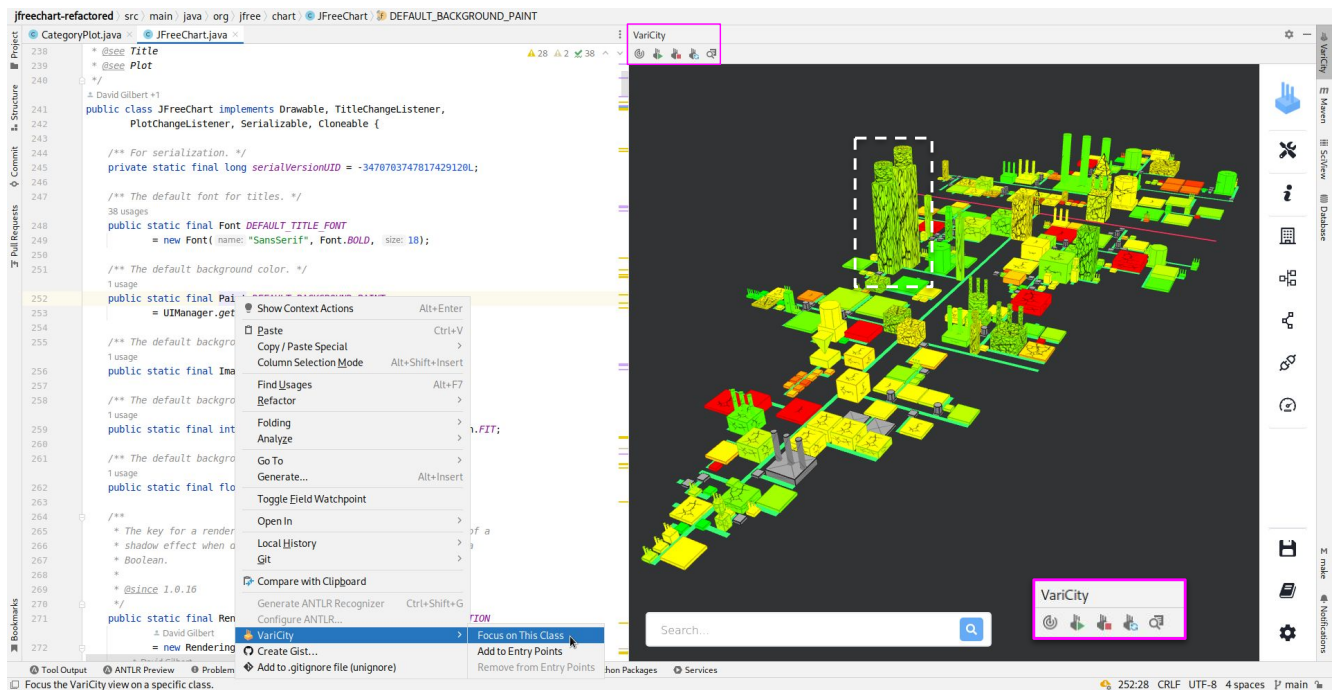 jfreechart-refactored 〉 src 〉 main 〉 java 〉 org 〉 jfree 〉 chart 〉 JFreeChart 〉 DEFAULT_BACKGROUND_PAINT
Project
Structure
Commit
Pull Requests
Bookmarks
CategoryPlot.java × JFreeChart.java ×
28 2 38
238 * @see Title
239 * @see Plot
240 */
David Gilbert +1
241 public class JFreeChart implements Drawable, TitleChangeListener,
242 PlotChangeListener, Serializable, Cloneable {
243
244 /** For serialization. */
245 private static final long serialVersionUID = -3470703747817429120L;
246
247 /** The default font for titles. */
38 usages
248 public static final Font DEFAULT_TITLE_FONT
249 = new Font( name: "SansSerif", Font.BOLD, size: 18);
250
251 /** The default background color. */
1 usage
252 public static final Pai
253 = UIManager.get
254
255 /** The default backgro
1 usage
256 public static final Ima
257
258 /** The default backgro
1 usage
259 public static final int n.FIT;
260
261 /** The default backgro
1 usage
262 public static final flo
263
264 /**
265 * The key for a render of a
266 * shadow effect when d a
267 * Boolean.
268 *
269 * @since 1.0.16
270 */
271 public static final Ren TION
David Gilbert
272 = new Rendering
Show Context Actions Alt+Enter
Paste Ctrl+V
Copy / Paste Special
Column Selection Mode Alt+Shift+Insert
Find Usages Alt+F7
Refactor
Folding
Analyze
Go To
Generate... Alt+Insert
Toggle Field Watchpoint
Open In
Local History
Git
Compare with Clipboard
Generate ANTLR Recognizer Ctrl+Shift+G
Configure ANTLR...
VariCity
Create Gist...
Add to .gitignore file (unignore)
Focus on This Class
Add to Entry Points
Remove from Entry Points
VariCity
Search...
VariCity
VariCity
Maven
SciView
Database
make
Notifications
Tool Output ANTLR Preview Problem hon Packages Services
Focus the VariCity view on a specific class. 252:28 CRLF UTF-8 4 spaces main